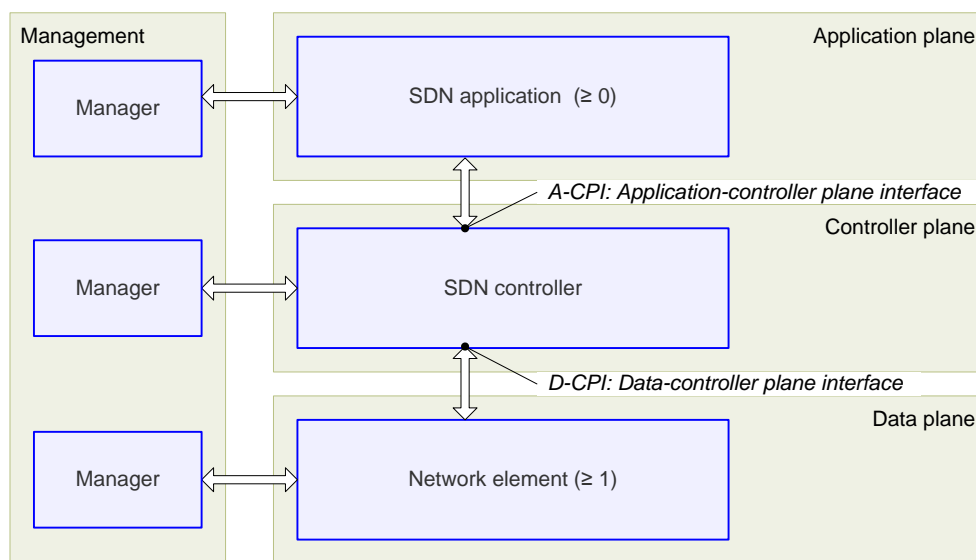 Management
Application plane
Manager
SDN application (≥ 0)
A-CPI: Application-controller plane interface
Controller plane
Manager
SDN controller
D-CPI: Data-controller plane interface
Data plane
Manager
Network element (≥ 1)